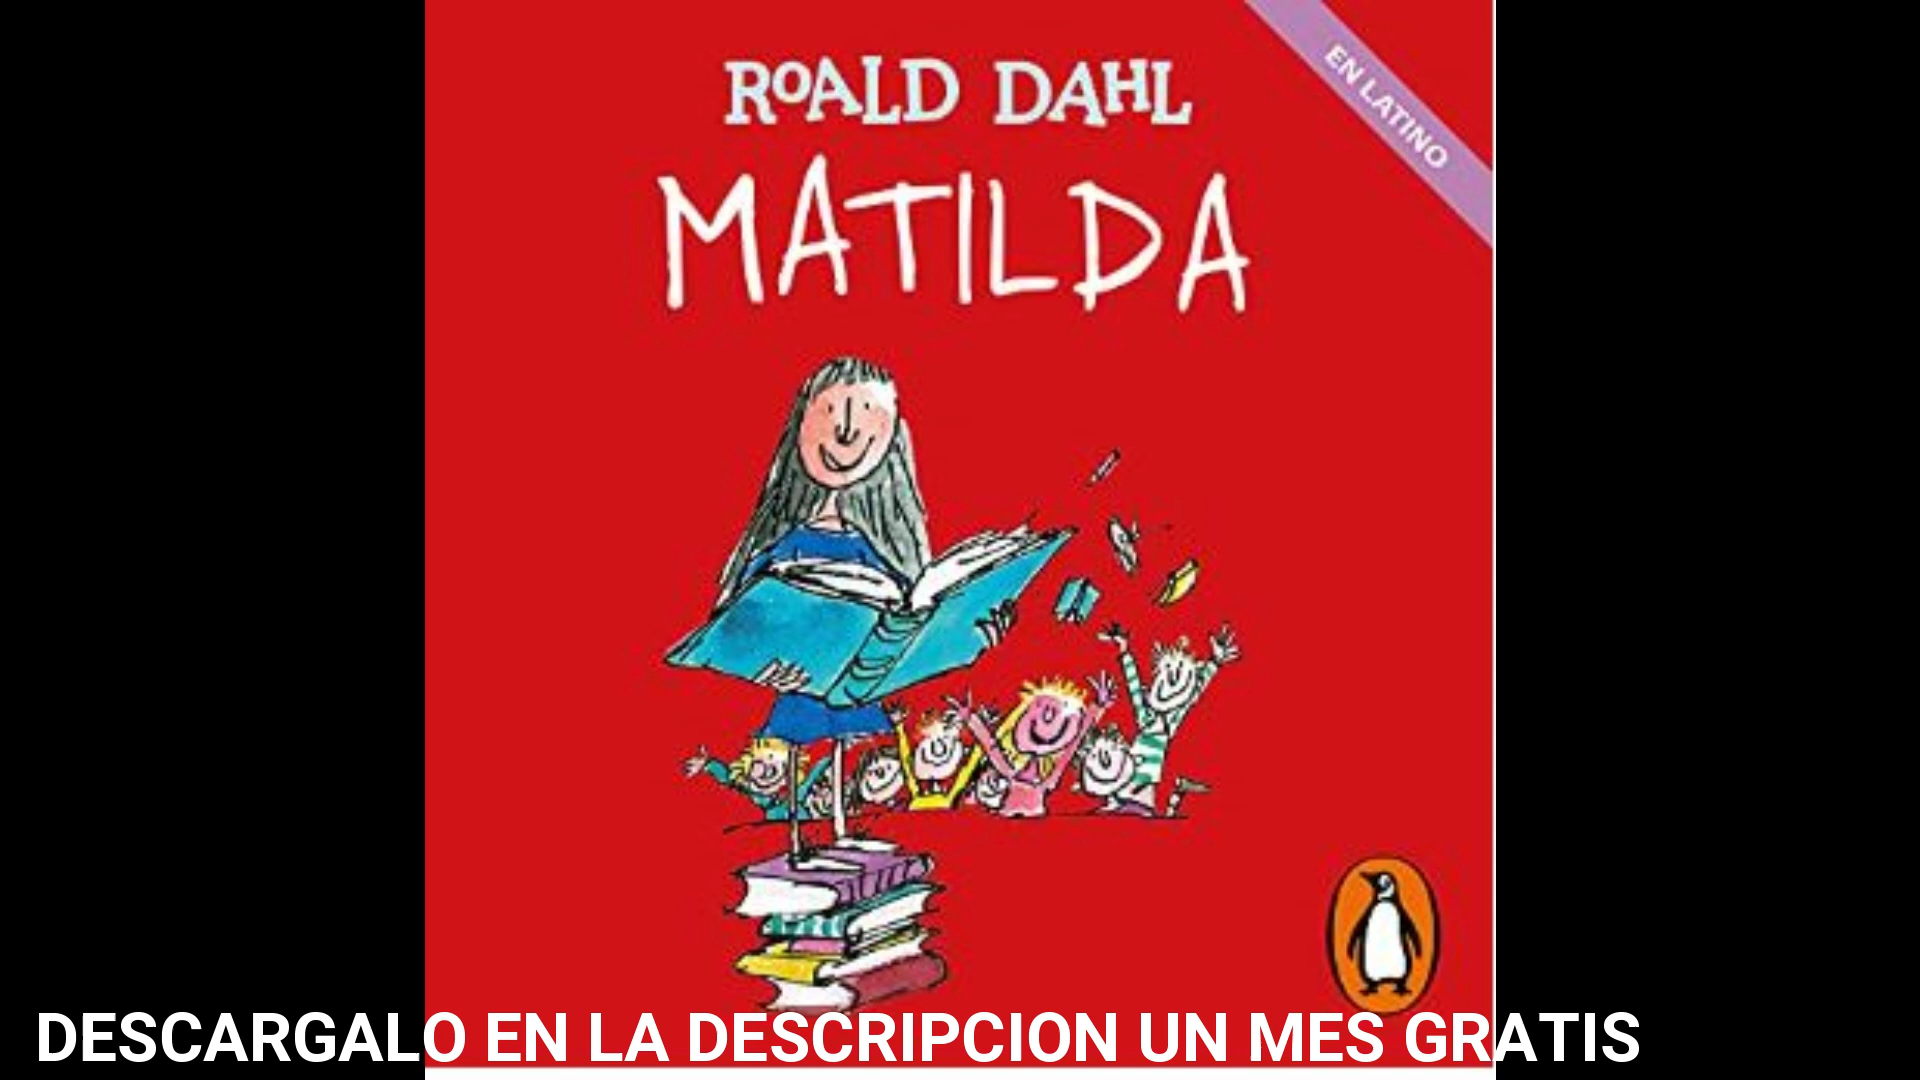 ROALD DAHL
EN LATINO
MATILDA
DESCARGALO EN LA DESCRIPCION UN MES GRATIS